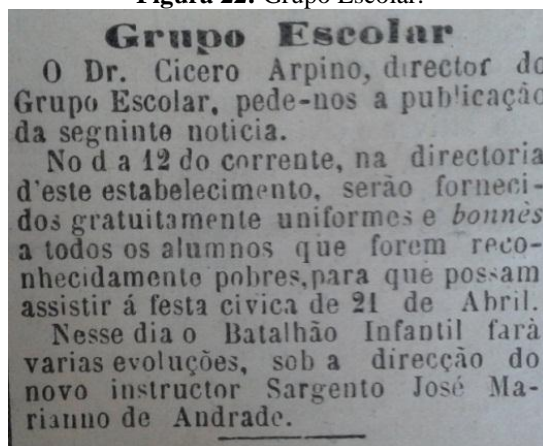 Figura 22: Grupo Escolar.
Grupo Escolar
O Dr. Cicero Arpino, director do
Grupo Escolar, pede-nos a publicação
da segninte noticia.
No d a 12 do corrente, na directoria
d'este estabelecimento, serão forneci-
dos gratuitamente uniformes e bonnès
a todos os alumnos que forem reco-
nhecidamente pobres, para que possam
assistir á festa civica de 21 de Abril.
Nesse dia o Batalhão Infantil farà
varias evoluções, sob a direcção do
novo instructor Sargento José Ma-
rianno de Andrade.